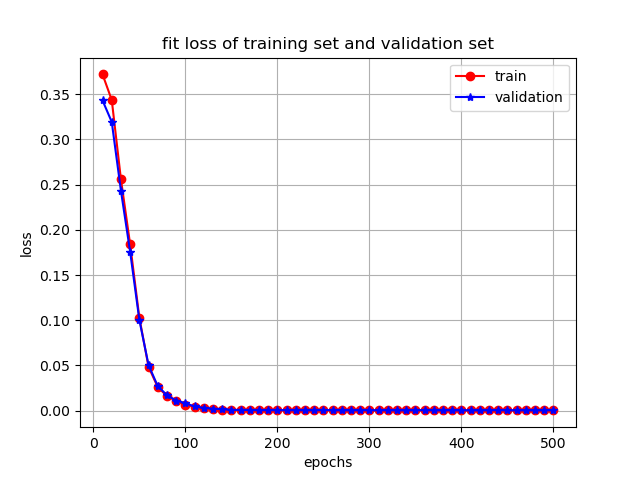 fit loss of training set and validation set
train
validation
loss
0.35
0.30
0.25
0.20
0.15
0.10
0.05
0.00
0
100
200
300
400
500
epochs